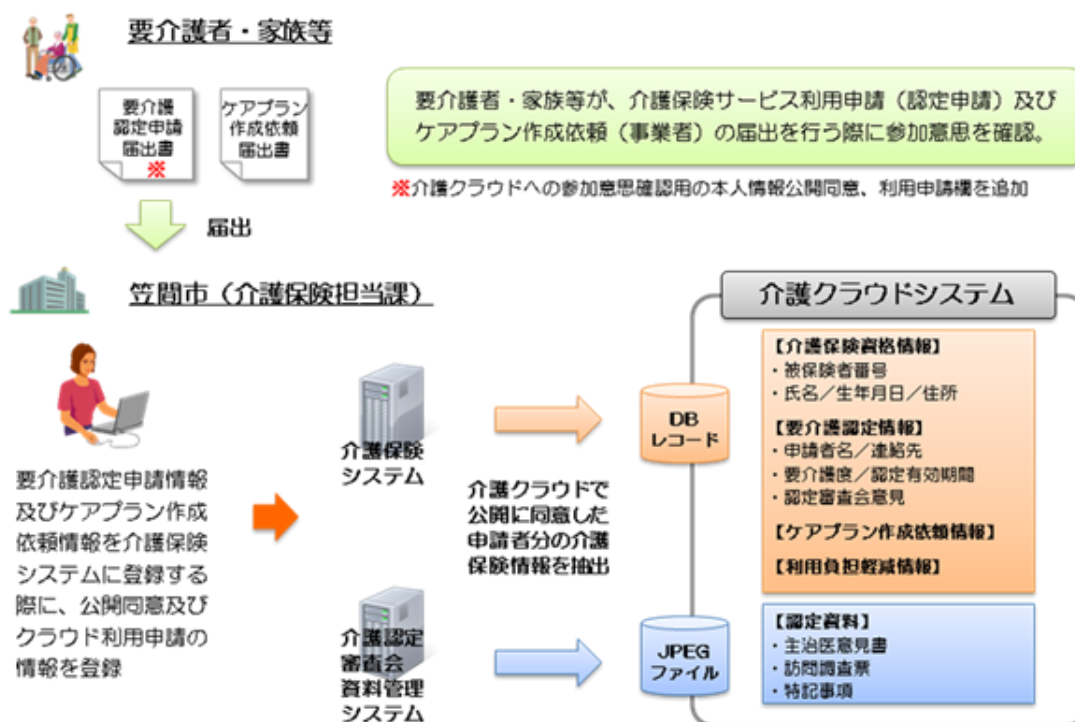 要介護者・家族等
要介護
認定申請
届出書
※
ケアプラン
作成依頼
届出書
要介護者・家族等が、介護保険サービス利用申請（認定申請）及び
ケアプラン作成依頼（事業者）の届出を行う際に参加意思を確認。
※介護クラウドへの参加意思確認用の本人情報公開同意、利用申請欄を追加
届出
笠間市（介護保険担当課）
要介護認定申請情報
及びケアプラン作成
依頼情報を介護保険
システムに登録する
際に、公開同意及び
クラウド利用申請の
情報を登録
介護保険
システム
介護クラウドで
公開に同意した
申請者分の介護
保険情報を抽出
介護認定
審査会
資料管理
システム
介護クラウドシステム
DB
レコード
【介護保険資格情報】
・被保険者番号
・氏名／生年月日／住所
【要介護認定情報】
・申請者名／連絡先
・要介護度／認定有効期間
・認定審査会意見
【ケアプラン作成依頼情報】
【利用負担軽減情報】
JPEG
ファイル
【認定資料】
・主治医意見書
・訪問調査票
・特記事項